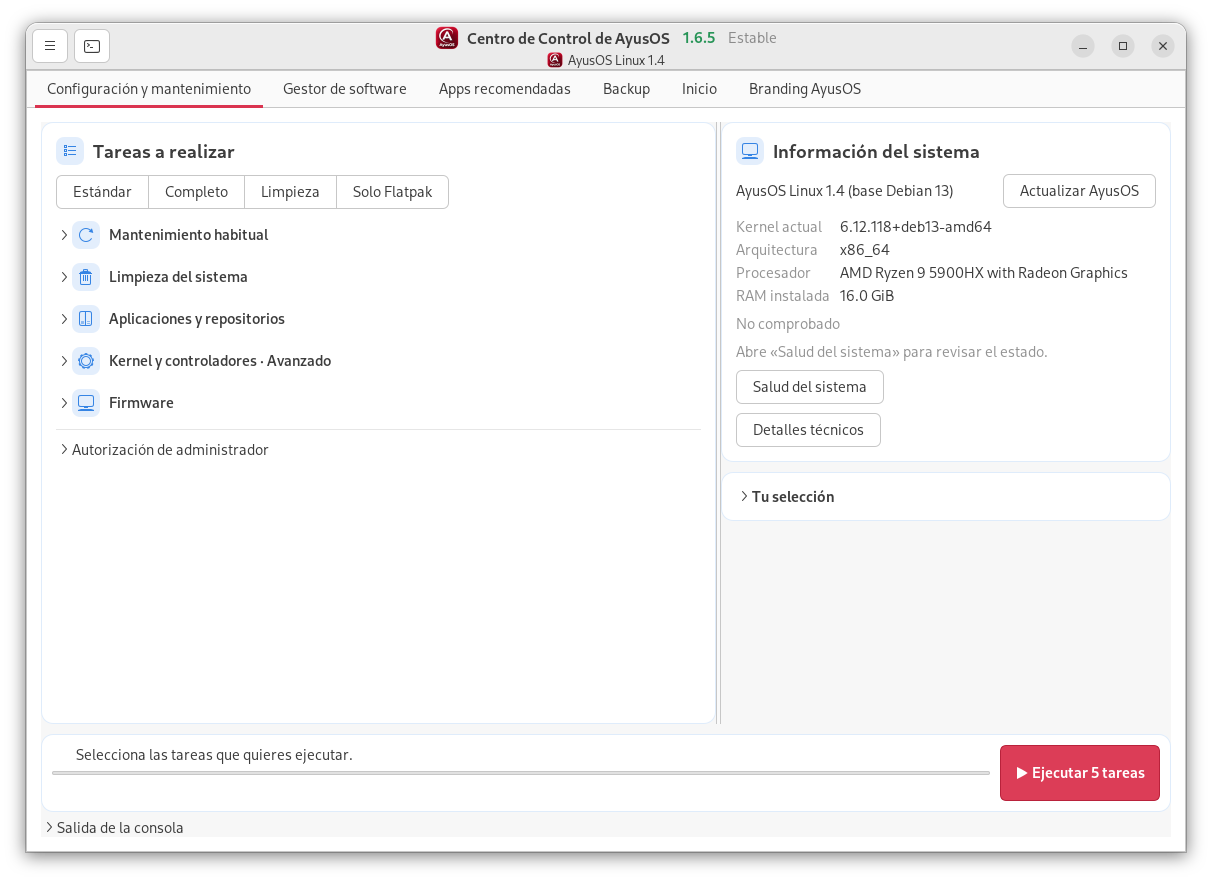 Centro de Control de AyusOS 1.6.5 Estable
AyusOS Linux 1.4
Configuración y mantenimiento Gestor de software Apps recomendadas Backup Inicio Branding AyusOS
Tareas a realizar
Estándar Completo Limpieza Solo Flatpak
Mantenimiento habitual
Limpieza del sistema
Aplicaciones y repositorios
Kernel y controladores · Avanzado
Firmware
Autorización de administrador
Información del sistema
AyusOS Linux 1.4 (base Debian 13) Actualizar AyusOS
Kernel actual 6.12.118+deb13-amd64
Arquitectura x86_64
Procesador AMD Ryzen 9 5900HX with Radeon Graphics
RAM instalada 16.0 GiB
No comprobado
Abre «Salud del sistema» para revisar el estado.
Salud del sistema
Detalles técnicos
Tu selección
Selecciona las tareas que quieres ejecutar.
Ejecutar 5 tareas
Salida de la consola